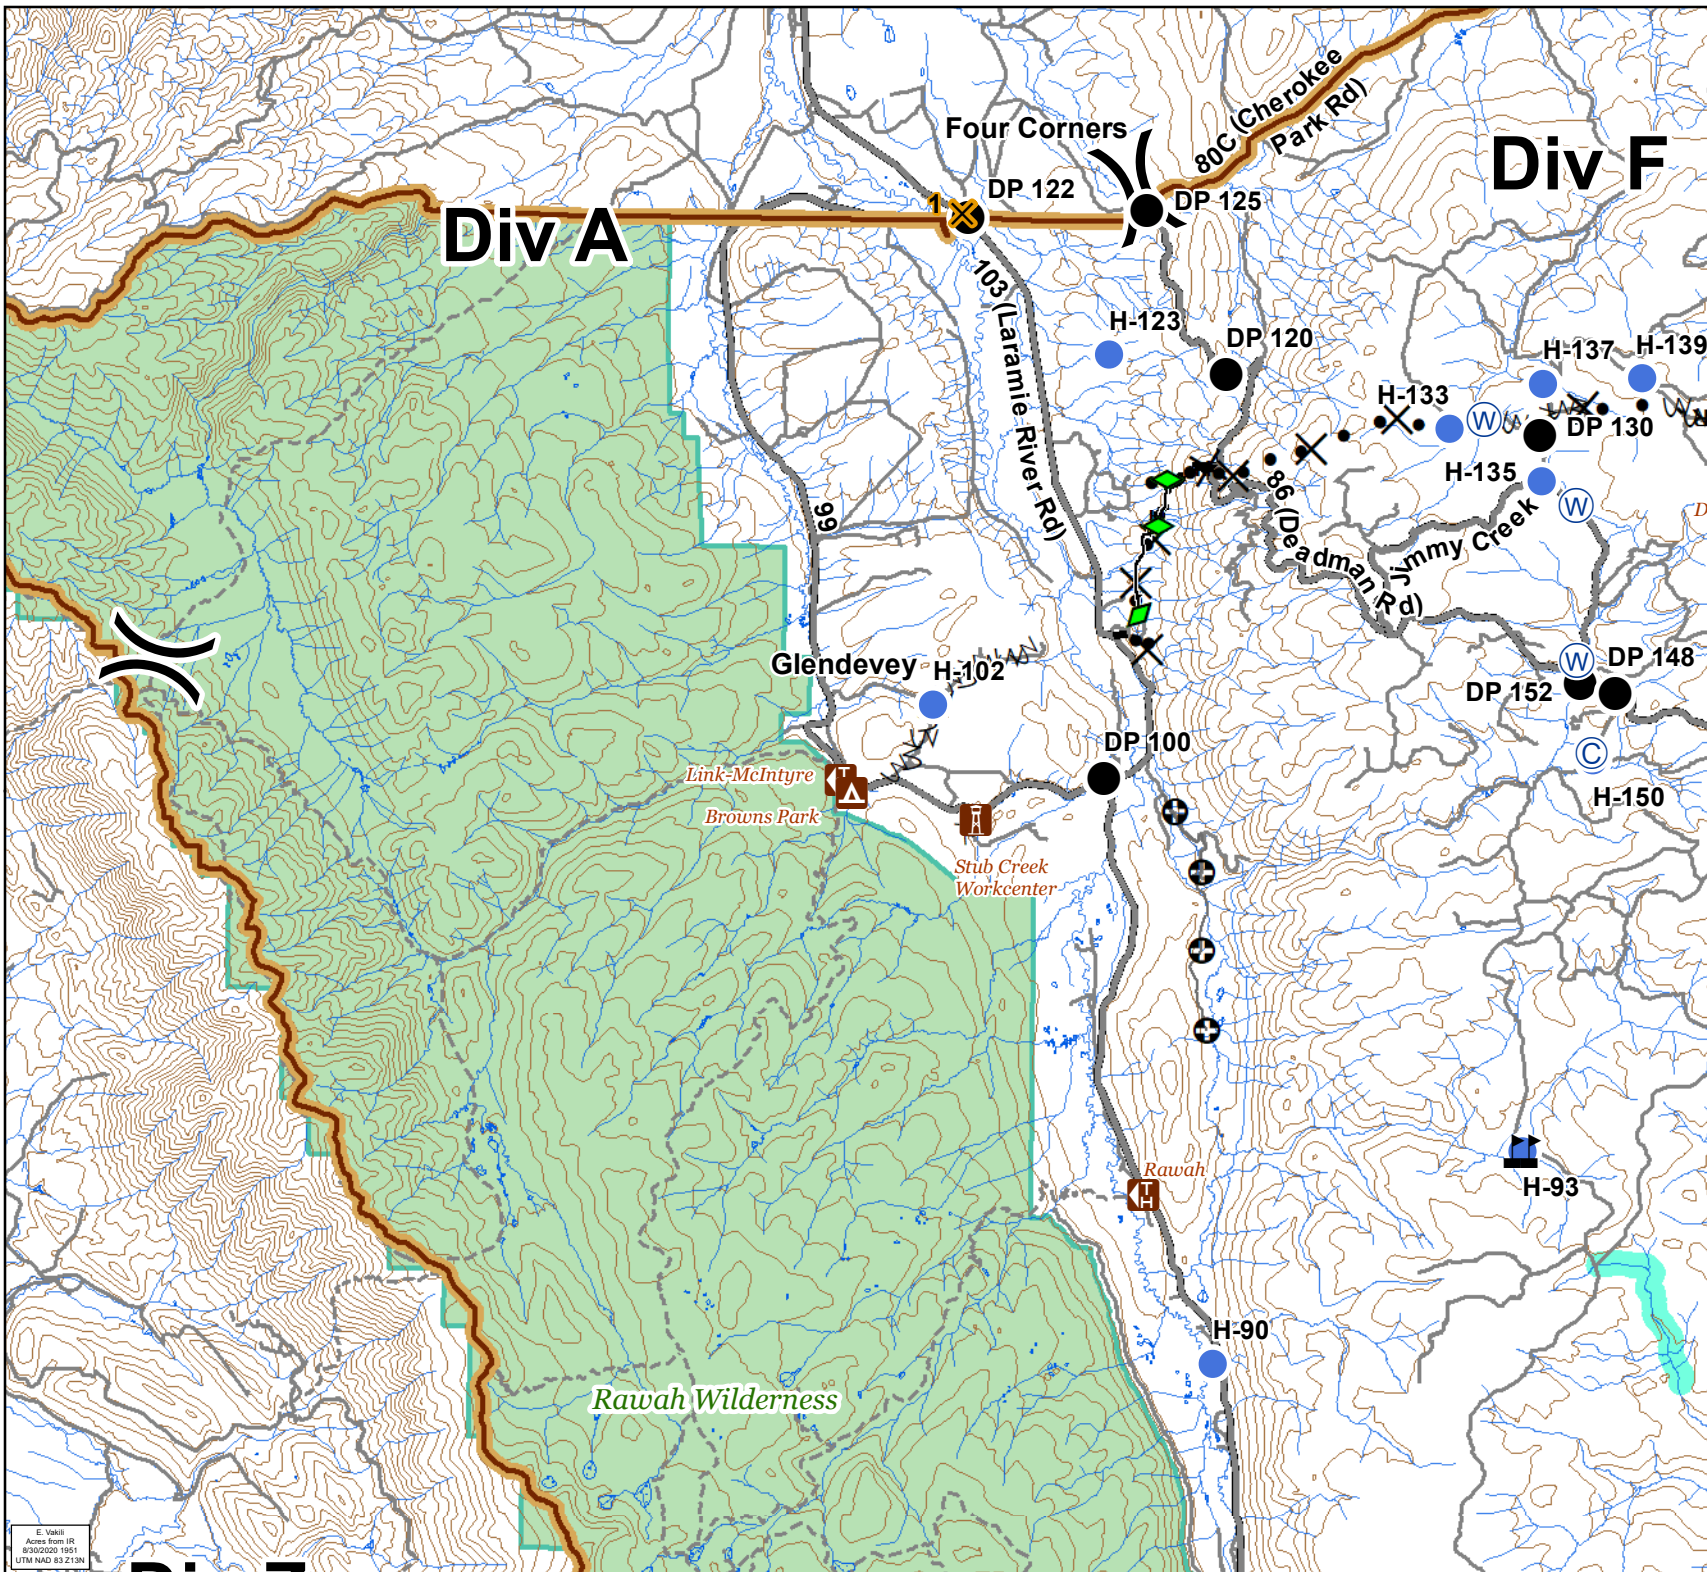 Four Corners
80C (Cherokee
Park Rd)
Div F
DP 122
DP 125
1
Div A
103 (Laramie River Rd)
H-123
DP 120
H-137
H-139
H-133
W
DP 130
H-135
W
99
86 (Deadman Rd)
Jimmy Creek
D
Glendevey
H-102
W
DP 148
DP 152
DP 100
C
H-150
Link-McIntyre
T
Browns Park
Stub Creek
Workcenter
Rawah
TH
H-93
H-90
Rawah Wilderness
E. Vakili
Acres from IR
8/30/2020 1951
UTM NAD 83 Z13N